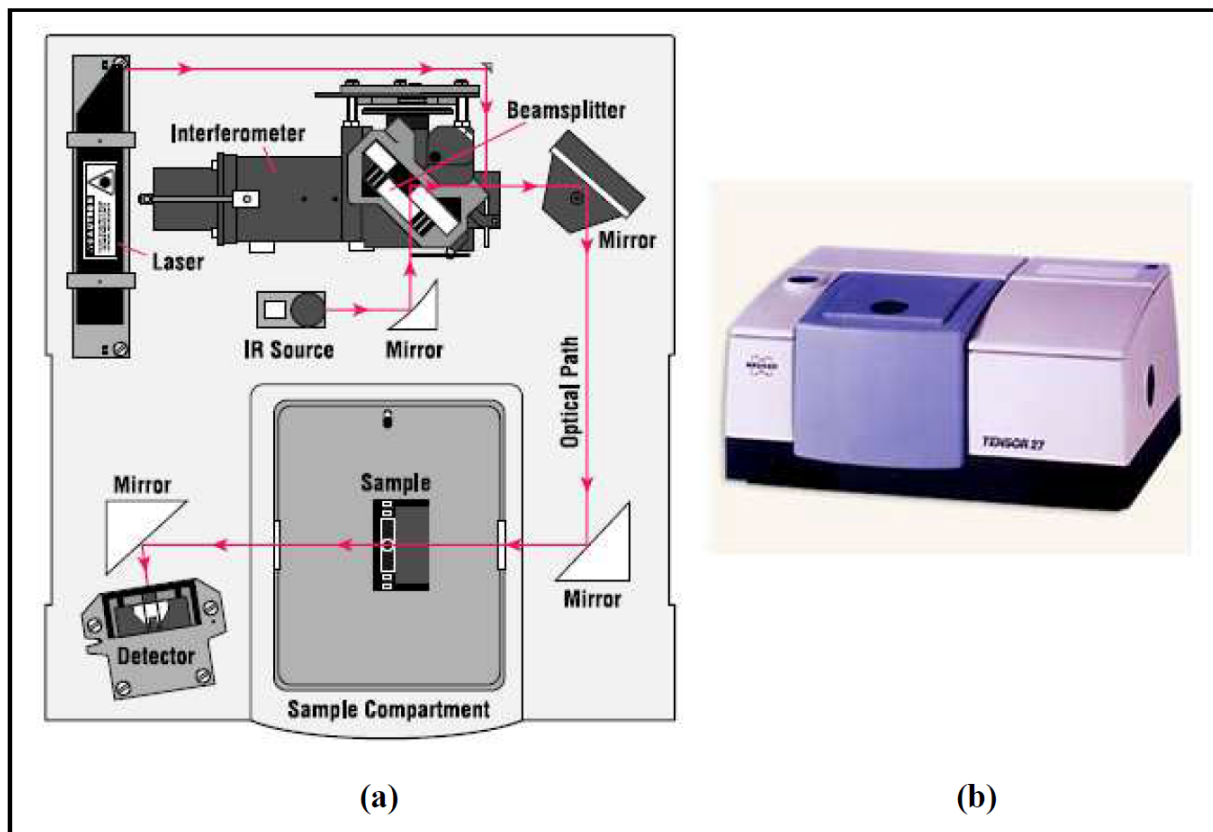 Beamsplitter
Interferometer
Mirror
Laser
IR Source
Mirror
Optical Path
Mirror
Sample
Mirror
Detector
Sample Compartment
TENSOR 27
(a)
(b)